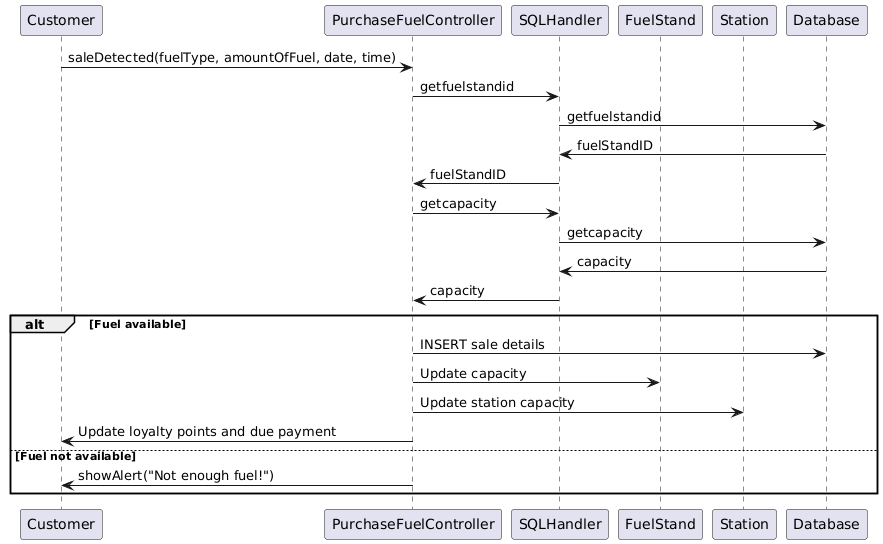 Customer PurchaseFuelController SQLHandler FuelStand Station Database
saleDetected(fuelType, amountOfFuel, date, time)
getfuelstandid
getfuelstandid
fuelStandID
fuelStandID
getcapacity
getcapacity
capacity
capacity
alt [Fuel available]
INSERT sale details
Update capacity
Update station capacity
Update loyalty points and due payment
[Fuel not available]
showAlert("Not enough fuel!")
Customer PurchaseFuelController SQLHandler FuelStand Station Database